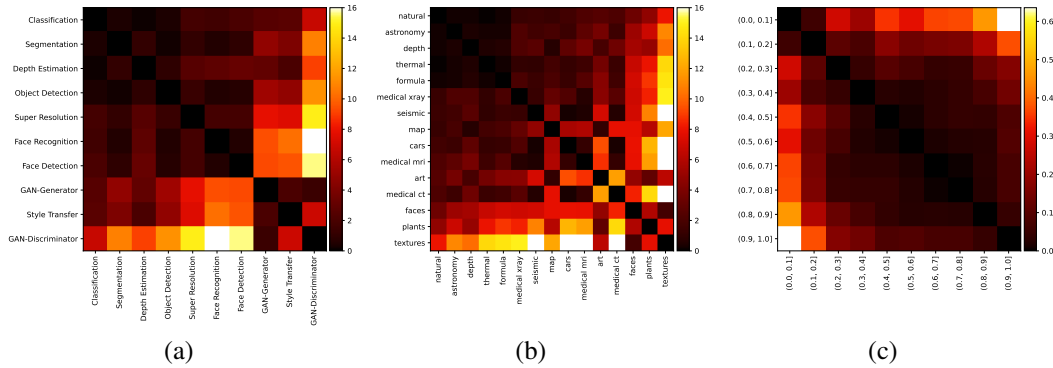 Classification
Segmentation
Depth Estimation
Object Detection
Super Resolution
Face Recognition
Face Detection
GAN-Generator
Style Transfer
GAN-Discriminator
Classification
Segmentation
Depth Estimation
Object Detection
Super Resolution
Face Recognition
Face Detection
GAN-Generator
Style Transfer
GAN-Discriminator
16
14
12
10
8
6
4
2
0
(a)
natural
astronomy
depth
thermal
formula
medical xray
seismic
map
cars
medical mri
art
medical ct
faces
plants
textures
natural
astronomy
depth
thermal
formula
medical xray
seismic
map
cars
medical mri
art
medical ct
faces
plants
textures
16
14
12
10
8
6
4
2
0
(b)
(0.0, 0.1]
(0.1, 0.2]
(0.2, 0.3]
(0.3, 0.4]
(0.4, 0.5]
(0.5, 0.6]
(0.6, 0.7]
(0.7, 0.8]
(0.8, 0.9]
(0.9, 1.0]
(0.0, 0.1]
(0.1, 0.2]
(0.2, 0.3]
(0.3, 0.4]
(0.4, 0.5]
(0.5, 0.6]
(0.6, 0.7]
(0.7, 0.8]
(0.8, 0.9]
(0.9, 1.0]
0.6
0.5
0.4
0.3
0.2
0.1
0.0
(c)